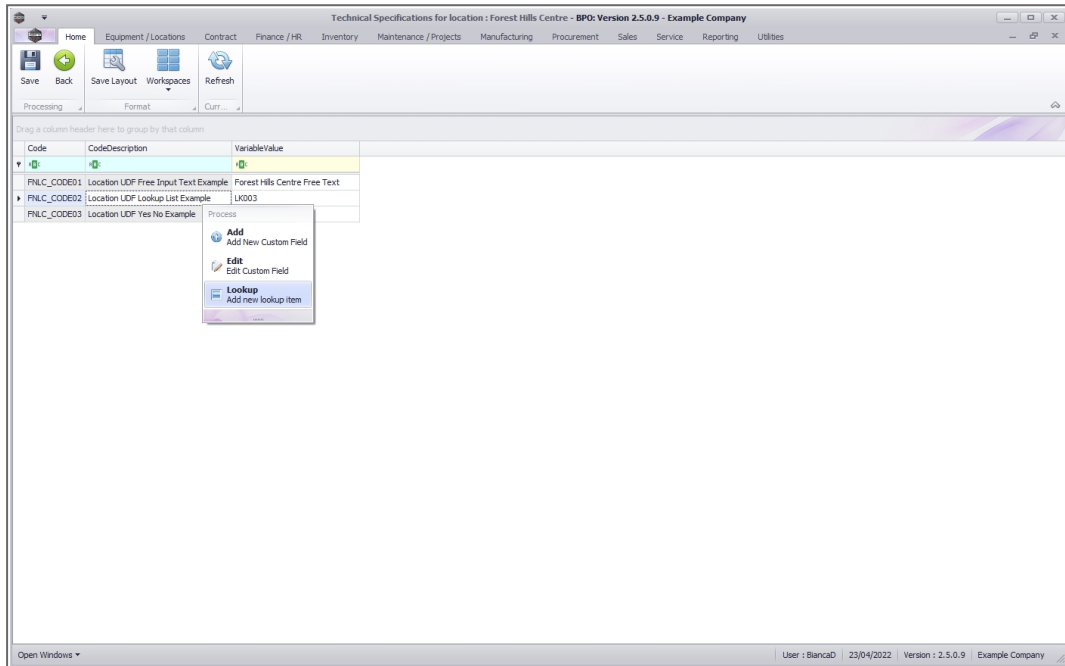 Technical Specifications for location : Forest Hills Centre - BPO: Version 2.5.0.9 - Example Company
Home Equipment / Locations Contract Finance / HR Inventory Maintenance / Projects Manufacturing Procurement Sales Service Reporting Utilities
Save Back Save Layout Workspaces Refresh
Processing Format Curr...
Drag a column header here to group by that column
Code CodeDescription VariableValue
FNLC_CODE01 Location UDF Free Input Text Example Forest Hills Centre Free Text
FNLC_CODE02 Location UDF Lookup List Example LK003
FNLC_CODE03 Location UDF Yes No Example
Process
Add
Add New Custom Field
Edit
Edit Custom Field
Lookup
Add new lookup item
Open Windows User : BiancaD 23/04/2022 Version : 2.5.0.9 Example Company